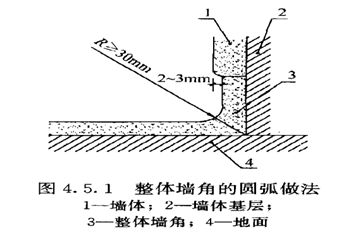 1
2
R≥30mm
2~3mm
3
4
图 4.5.1 整体墙角的圆弧做法
1—墙体；2—墙体基层；
3—整体墙角；4—地面